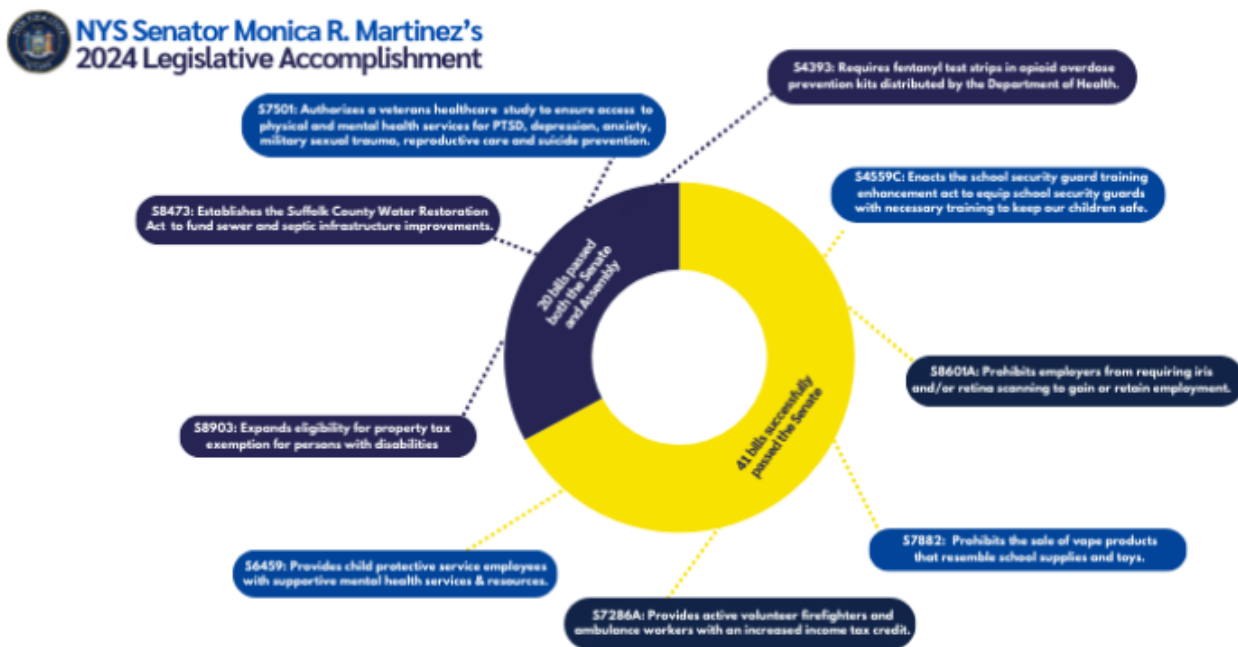 NYS Senator Monica R. Martinez’s
2024 Legislative Accomplishment
S4393: Requires fentanyl test strips in opioid overdose
prevention kits distributed by the Department of Health.
S7501: Authorizes a veterans healthcare study to ensure access to
physical and mental health services for PTSD, depression, anxiety,
military sexual trauma, reproductive care and suicide prevention.
S4559C: Enacts the school security guard training
enhancement act to equip school security guards
with necessary training to keep our children safe.
S8473: Establishes the Suffolk County Water Restoration
Act to fund sewer and septic infrastructure improvements.
20 bills passed
both the Senate
and Assembly
S8601A: Prohibits employers from requiring iris
and/or retina scanning to gain or retain employment.
S8903: Expands eligibility for property tax
exemption for persons with disabilities
41 bills successfully
passed the Senate
S7882: Prohibits the sale of vape products
that resemble school supplies and toys.
S6459: Provides child protective service employees
with supportive mental health services & resources.
S7286A: Provides active volunteer firefighters and
ambulance workers with an increased income tax credit.